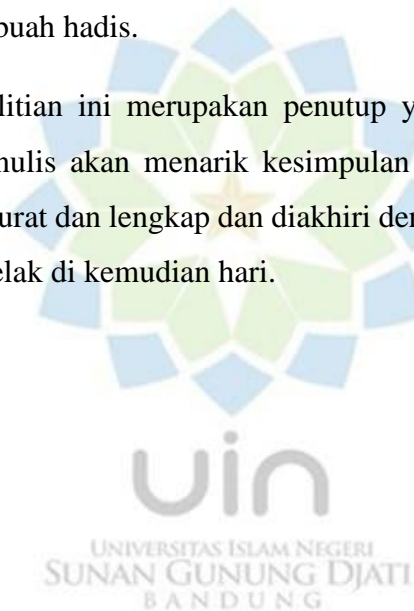 buah hadis.
litian ini merupakan penutup y
nulis akan menarik kesimpulan
urat dan lengkap dan diakhiri der
elak di kemudian hari.
uin
UNIVERSITAS ISLAM NEGERI
SUNAN GUNUNG DJATI
BANDUNG